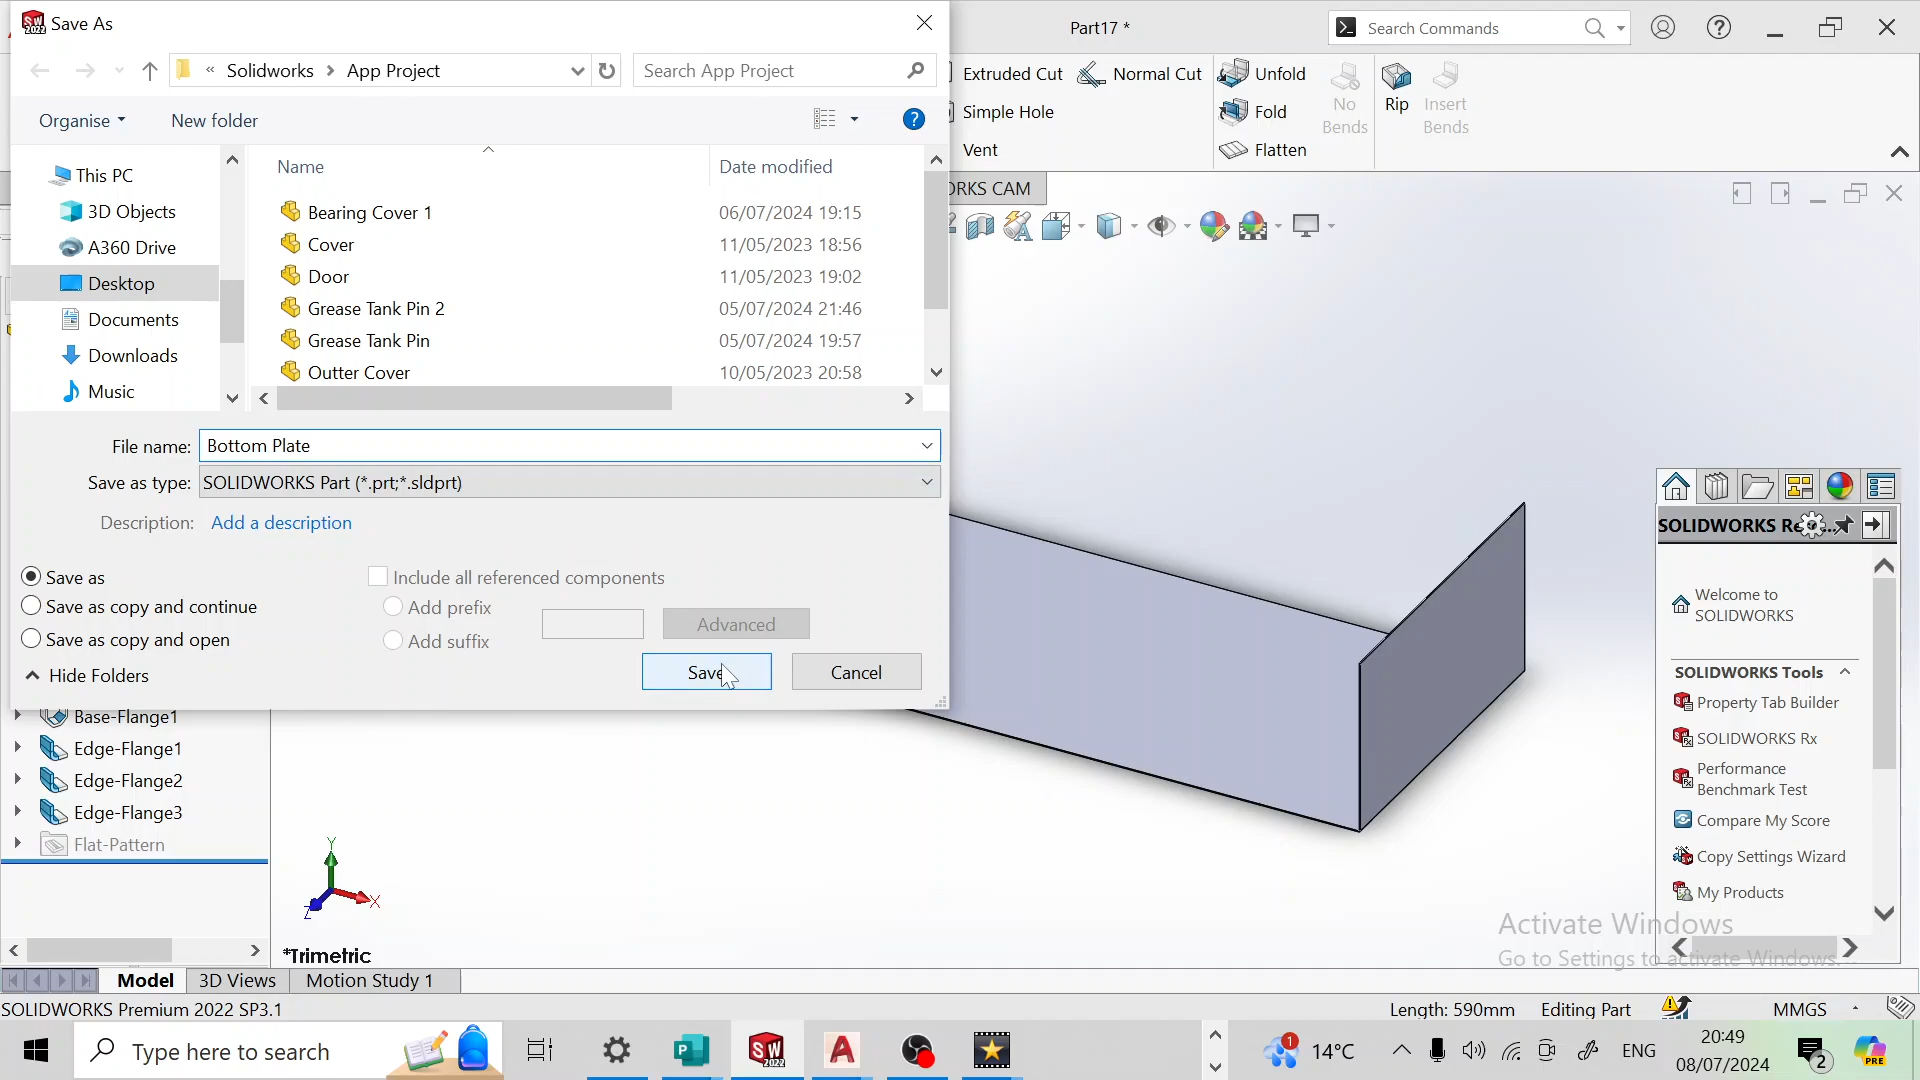 Save As
Part17 *
Search Commands
« Solidworks > App Project
Search App Project
Organise
New folder
Extruded Cut
Normal Cut
Simple Hole
Vent
Unfold
Fold
Flatten
No
Bends
Rip
Insert
Bends
Name
Date modified
This PC
3D Objects
A360 Drive
Desktop
Documents
Downloads
Music
Bearing Cover 1 06/07/2024 19:15
Cover 11/05/2023 18:56
Door 11/05/2023 19:02
Grease Tank Pin 2 05/07/2024 21:46
Grease Tank Pin 05/07/2024 19:57
Outter Cover 10/05/2023 20:58
File name: Bottom Plate
Save as type: SOLIDWORKS Part (*.prt;*.sldprt)
Description: Add a description
Save as
Save as copy and continue
Save as copy and open
Include all referenced components
Add prefix
Add suffix
Advanced
Hide Folders
Save
Cancel
ORKS CAM
Base-Flange1
Edge-Flange1
Edge-Flange2
Edge-Flange3
Flat-Pattern
Y
X
Z
*Trimetric
SOLIDWORKS Re...
Welcome to
SOLIDWORKS
SOLIDWORKS Tools
Property Tab Builder
SOLIDWORKS Rx
Performance
Benchmark Test
Compare My Score
Copy Settings Wizard
My Products
Activate Windows
Go to Settings to activate Windows.
Model
3D Views
Motion Study 1
SOLIDWORKS Premium 2022 SP3.1
Length: 590mm
Editing Part
MMGS
Type here to search
1
14°C
ENG
20:49
08/07/2024
2
PRE